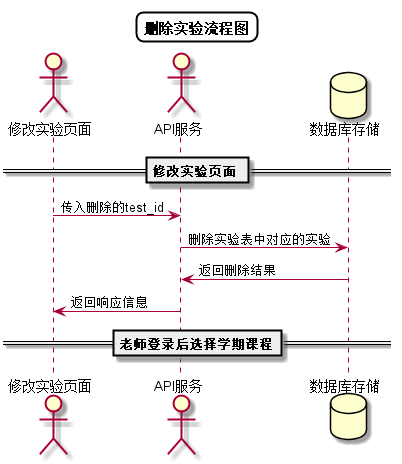 删除实验流程图
修改实验页面
API服务
数据库存储
修改实验页面
传入删除的test_id
删除实验表中对应的实验
返回删除结果
返回响应信息
老师登录后选择学期课程
修改实验页面
API服务
数据库存储